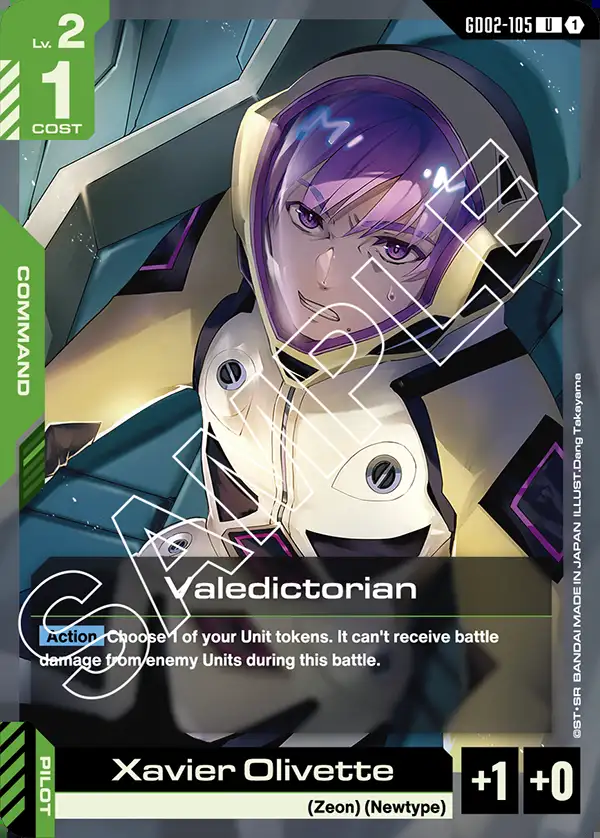 Lv. 2
GD02-105 U 1
1
COST
COMMAND
SAMPLE
©ST・SR BANDAI MADE IN JAPAN ILLUST.Dang Takayama
Valedictorian
Action Choose 1 of your Unit tokens. It can't receive battle
damage from enemy Units during this battle.
PILOT
Xavier Olivette
+1 +0
(Zeon) (Newtype)